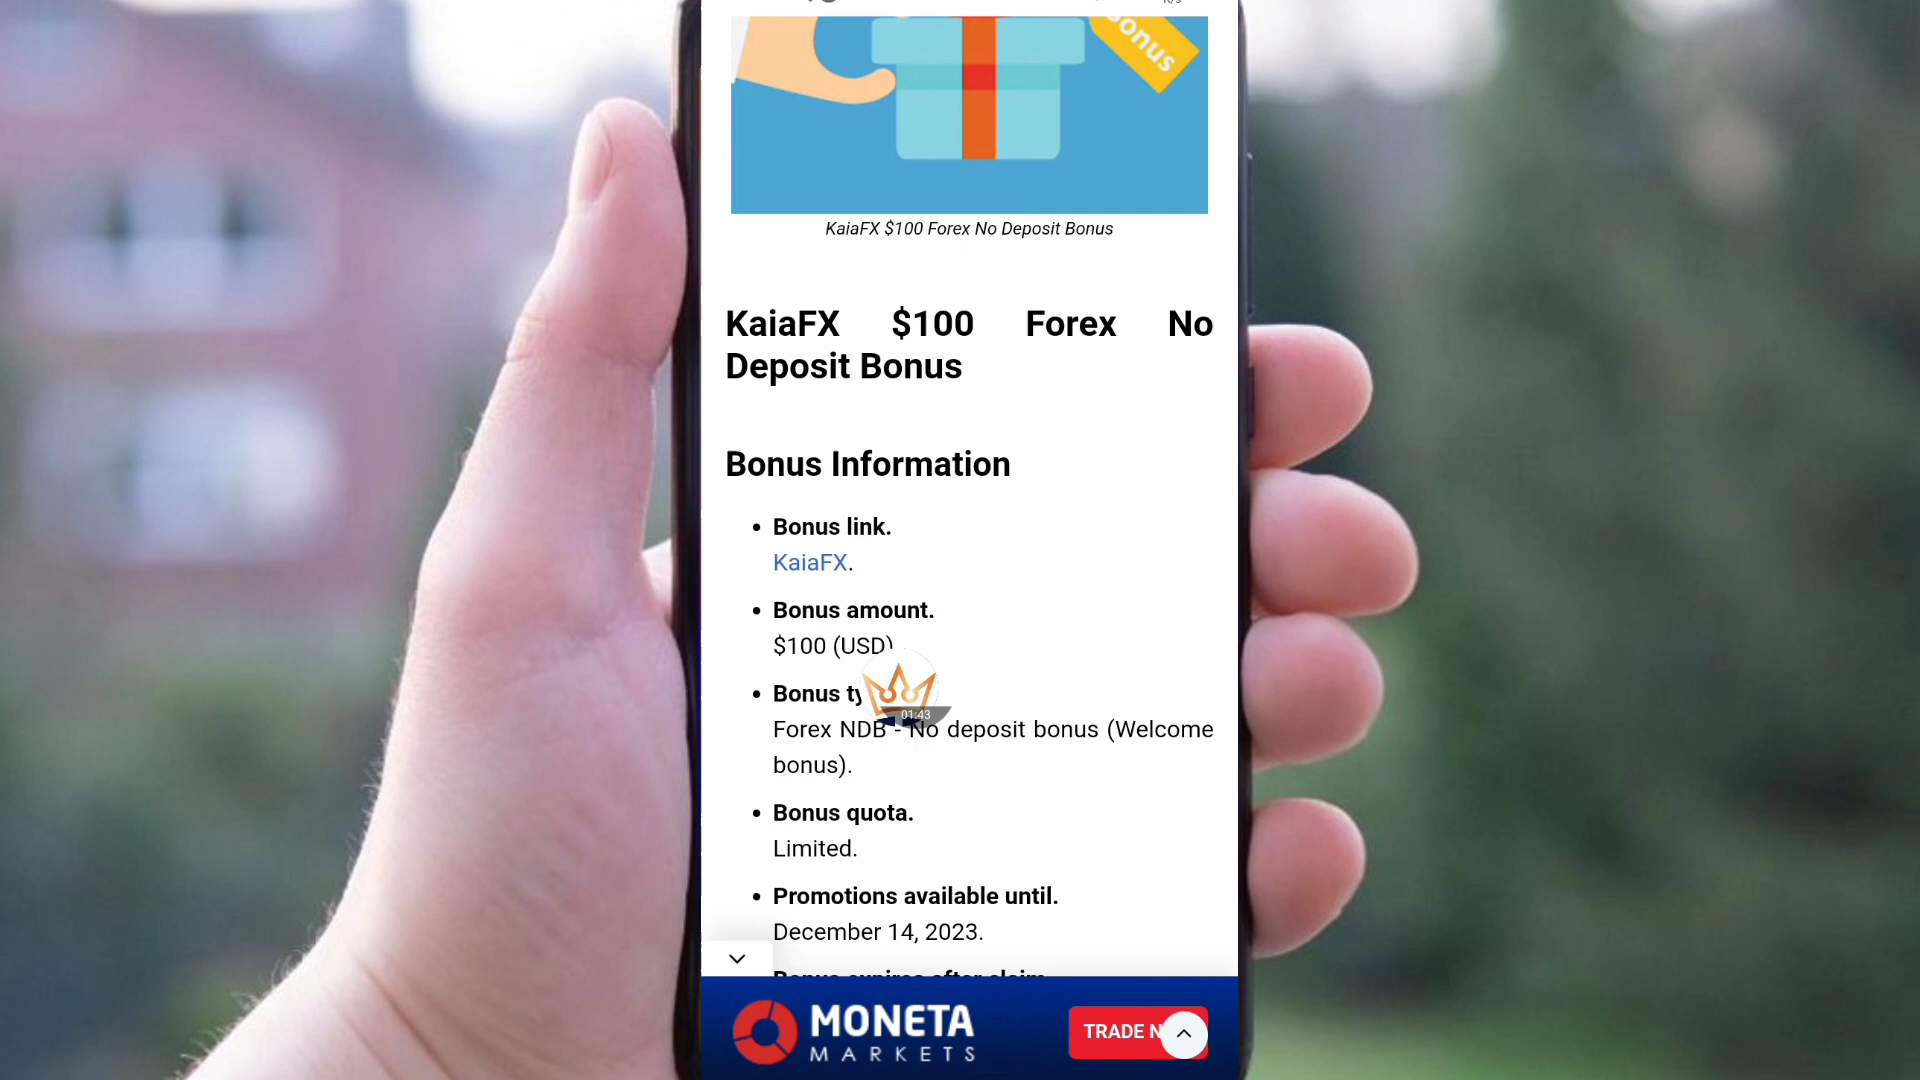 Bonus
KaiaFX $100 Forex No Deposit Bonus
KaiaFX $100 Forex No
Deposit Bonus
Bonus Information
• Bonus link.
KaiaFX.
• Bonus amount.
$100 (USD)
• Bonus
01:43
Forex NDB - No deposit bonus (Welcome
bonus).
• Bonus quota.
Limited.
• Promotions available until.
December 14, 2023.
Bonus expires after claim
MONETA
MARKETS
TRADE